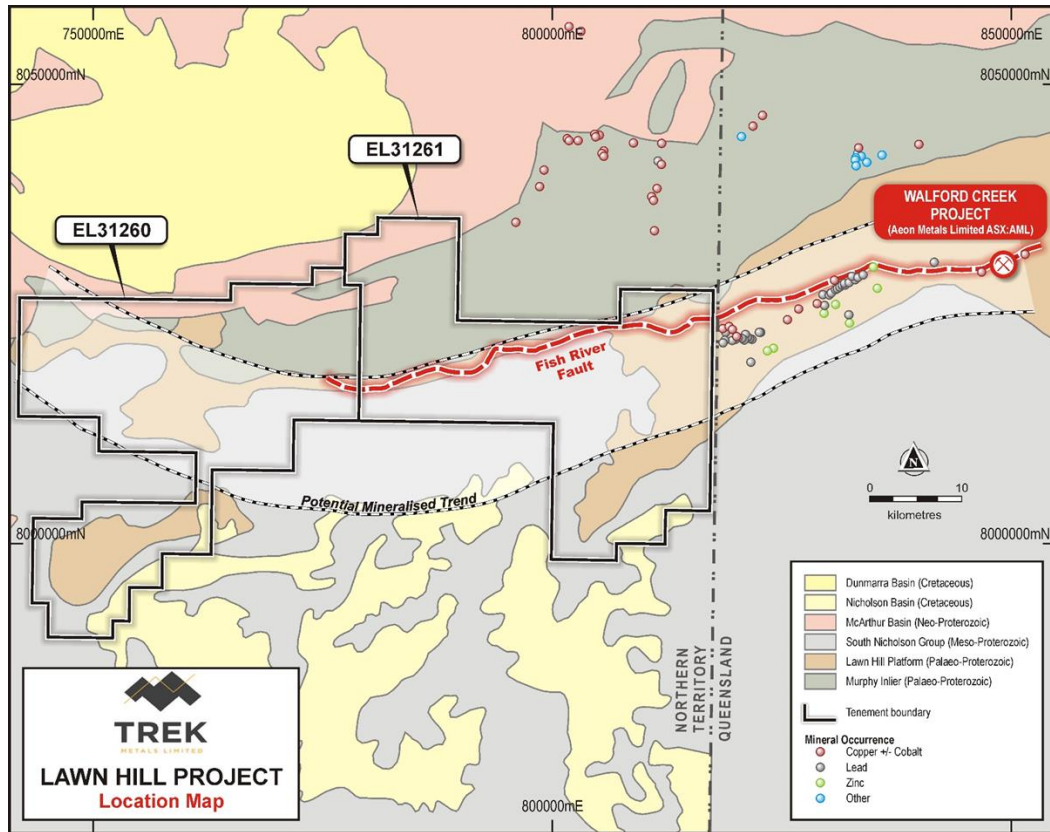 750000mE
800000mE
850000mE
8050000mN
8050000mN
EL31261
EL31260
WALFORD CREEK
PROJECT
(Aeon Metals Limited ASX:AML)
Fish River
Fault
Potential Mineralised Trend
N
0
10
kilometres
8000000mN
8000000mN
NORTHERN
TERRITORY
QUEENSLAND
Dunmarra Basin (Cretaceous)
Nicholson Basin (Cretaceous)
McArthur Basin (Neo-Proterozoic)
South Nicholson Group (Meso-Proterozoic)
Lawn Hill Platform (Palaeo-Proterozoic)
Murphy Inlier (Palaeo-Proterozoic)
Tenement boundary
Mineral Occurrence
Copper +/- Cobalt
Lead
Zinc
Other
TREK
METALS LIMITED
LAWN HILL PROJECT
Location Map
800000mE